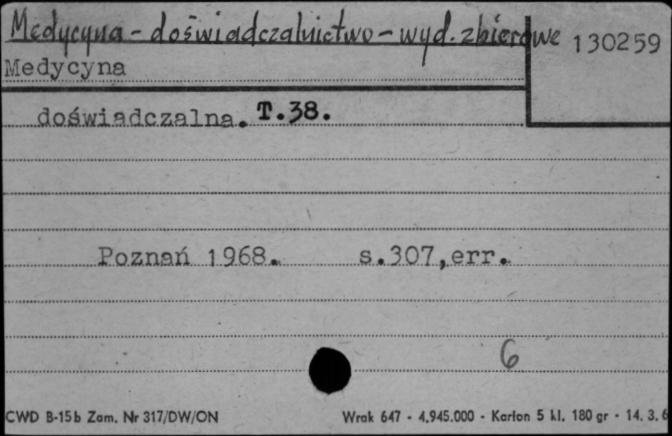 Medycyna - doświadczalnictwo - wyd. zbiorowe
130259
Medycyna
doświadczalna. T.38.
Poznań 1968. s.307,err.
6
CWD B-15b Zam. Nr 317/DW/ON Wrak 647 - 4.945.000 - Karton 5 kl. 180 gr - 14. 3. 6